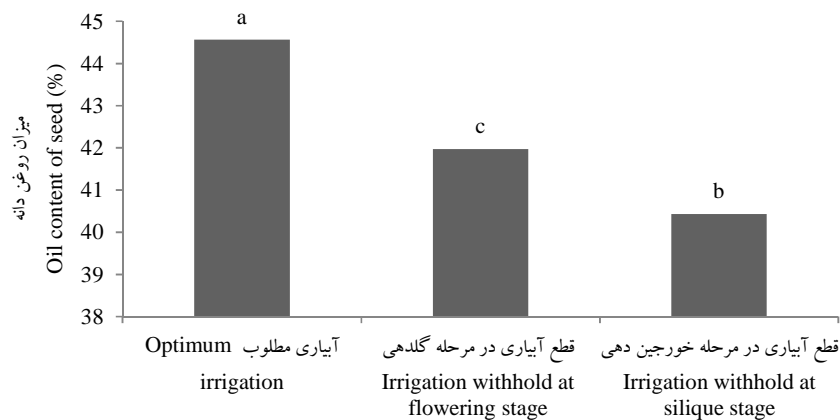 میزان روغن دانه
Oil content of seed (%)
45
44
43
42
41
40
39
38
a
c
b
آبیاری مطلوب Optimum
irrigation
قطع آبیاری در مرحله گلدهی
Irrigation withhold at
flowering stage
قطع آبیاری در مرحله خورجین دهی
Irrigation withhold at
silique stage